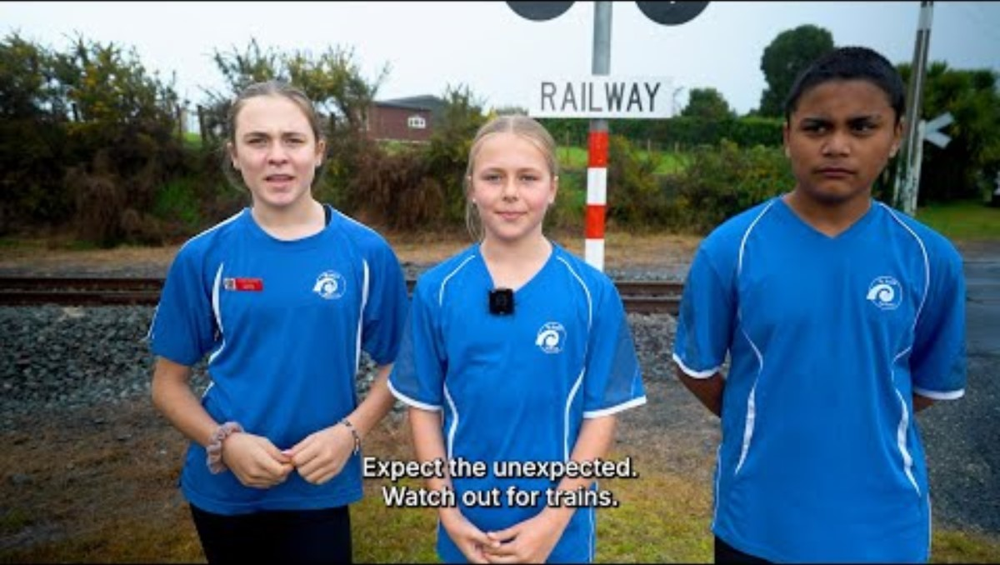 RAILWAY
Expect the unexpected.
Watch out for trains.